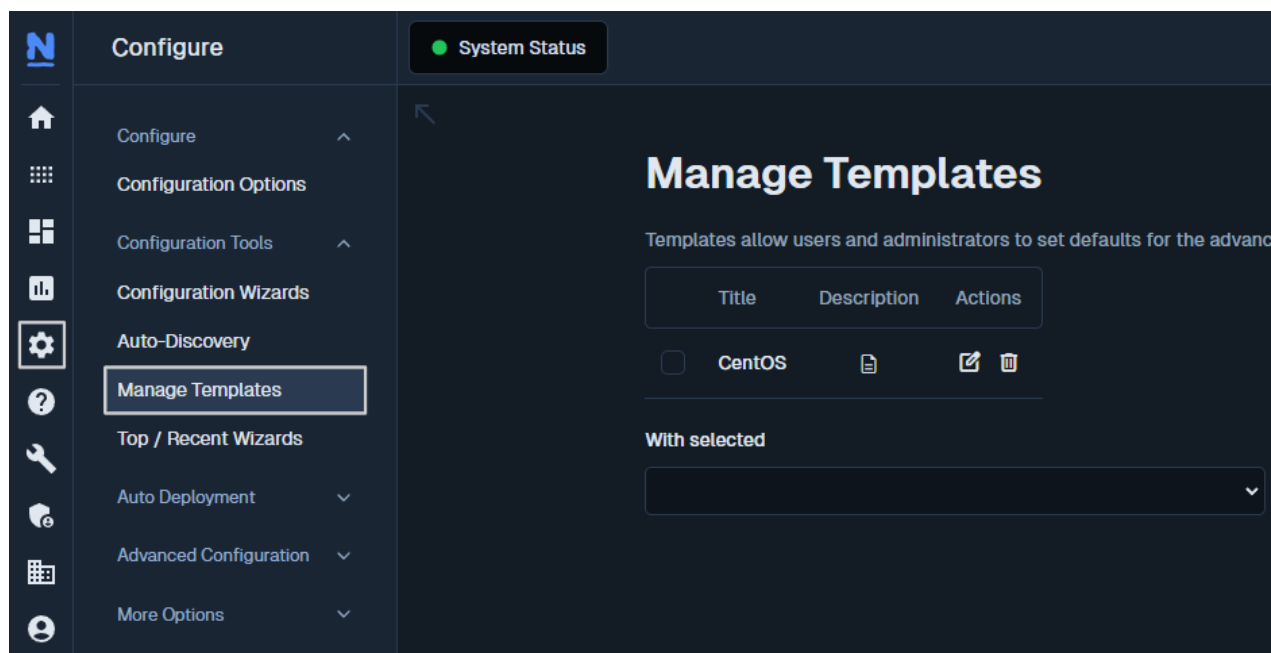 Configure
System Status
Configure
Configuration Options
Configuration Tools
Configuration Wizards
Auto-Discovery
Manage Templates
Top / Recent Wizards
Auto Deployment
Advanced Configuration
More Options
Manage Templates
Templates allow users and administrators to set defaults for the advanc
Title Description Actions
CentOS
With selected